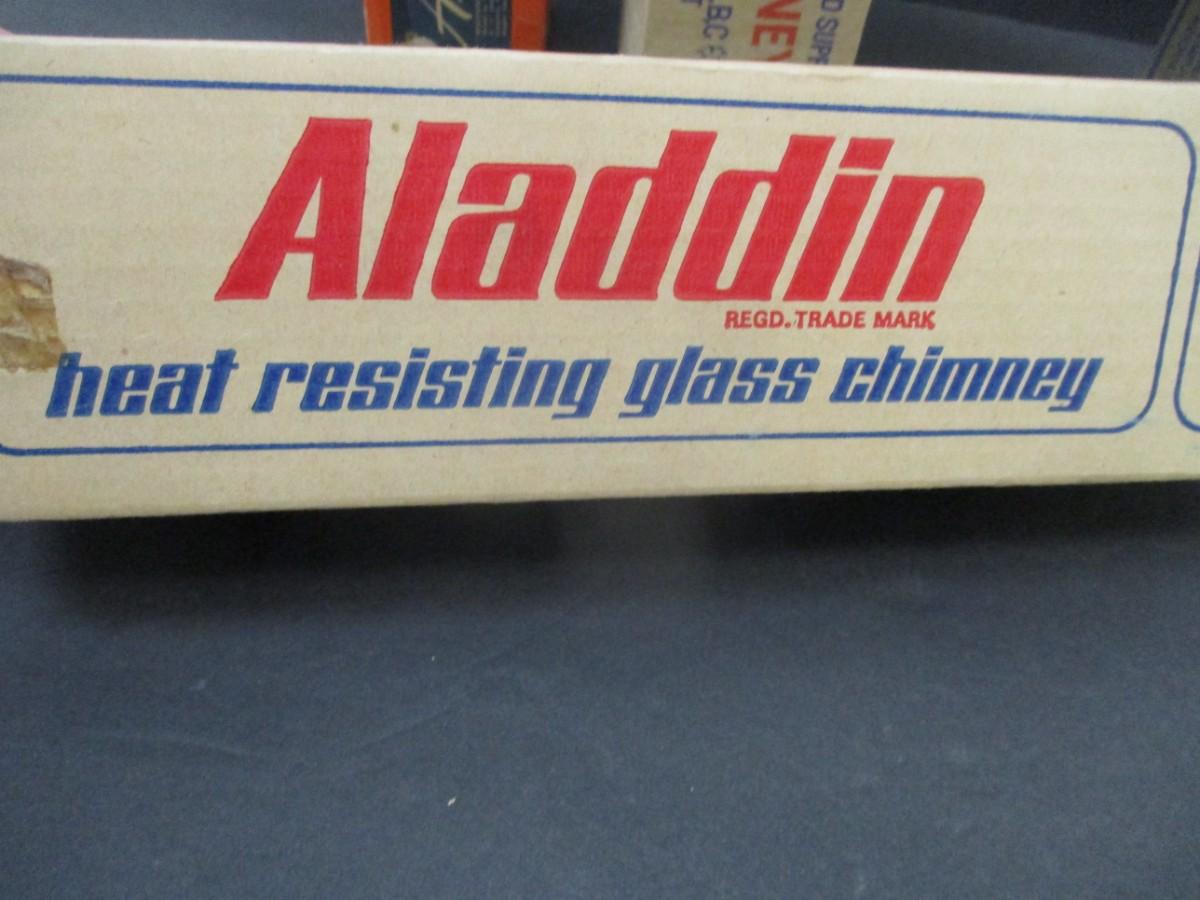 Aladdin
REGD. TRADE MARK
heat resisting glass chimney